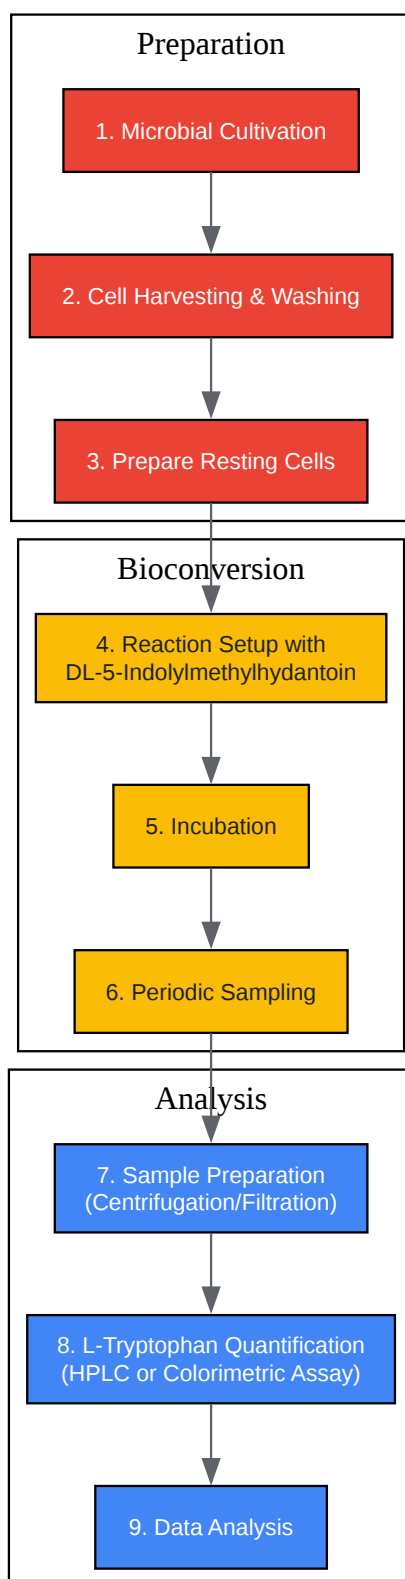 Preparation
1. Microbial Cultivation
2. Cell Harvesting & Washing
3. Prepare Resting Cells
Bioconversion
4. Reaction Setup with
DL-5-Indolylmethylhydantoin
5. Incubation
6. Periodic Sampling
Analysis
7. Sample Preparation
(Centrifugation/Filtration)
8. L-Tryptophan Quantification
(HPLC or Colorimetric Assay)
9. Data Analysis